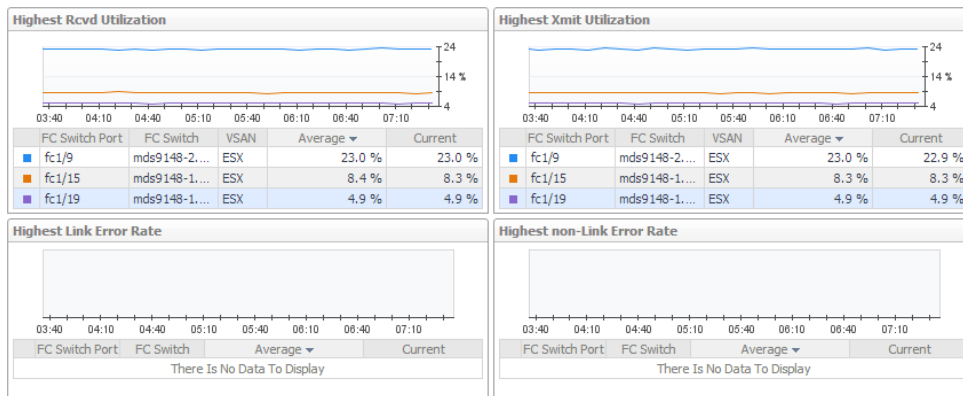 Highest Rcvd Utilization
24
14 %
4
03:40 04:10 04:40 05:10 05:40 06:10 06:40 07:10
FC Switch Port FC Switch VSAN Average Current
fc1/9 mds9148-2.... ESX 23.0 % 23.0 %
fc1/15 mds9148-1.... ESX 8.4 % 8.3 %
fc1/19 mds9148-1.... ESX 4.9 % 4.9 %
Highest Xmit Utilization
24
14 %
4
03:40 04:10 04:40 05:10 05:40 06:10 06:40 07:10
FC Switch Port FC Switch VSAN Average Current
fc1/9 mds9148-2.... ESX 23.0 % 22.9 %
fc1/15 mds9148-1.... ESX 8.3 % 8.3 %
fc1/19 mds9148-1.... ESX 4.9 % 4.9 %
Highest Link Error Rate
03:40 04:10 04:40 05:10 05:40 06:10 06:40 07:10
FC Switch Port FC Switch Average Current
There Is No Data To Display
Highest non-Link Error Rate
03:40 04:10 04:40 05:10 05:40 06:10 06:40 07:10
FC Switch Port FC Switch Average Current
There Is No Data To Display